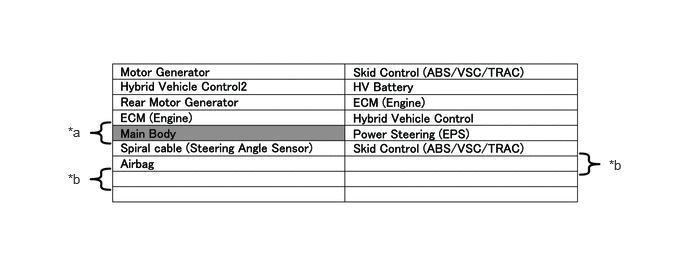 Motor Generator Skid Control (ABS/VSC/TRAC)
Hybrid Vehicle Control2 HV Battery
Rear Motor Generator ECM (Engine)
ECM (Engine) Hybrid Vehicle Control
*a Main Body Power Steering (EPS)
Spiral cable (Steering Angle Sensor) Skid Control (ABS/VSC/TRAC)
Airbag *b
*b